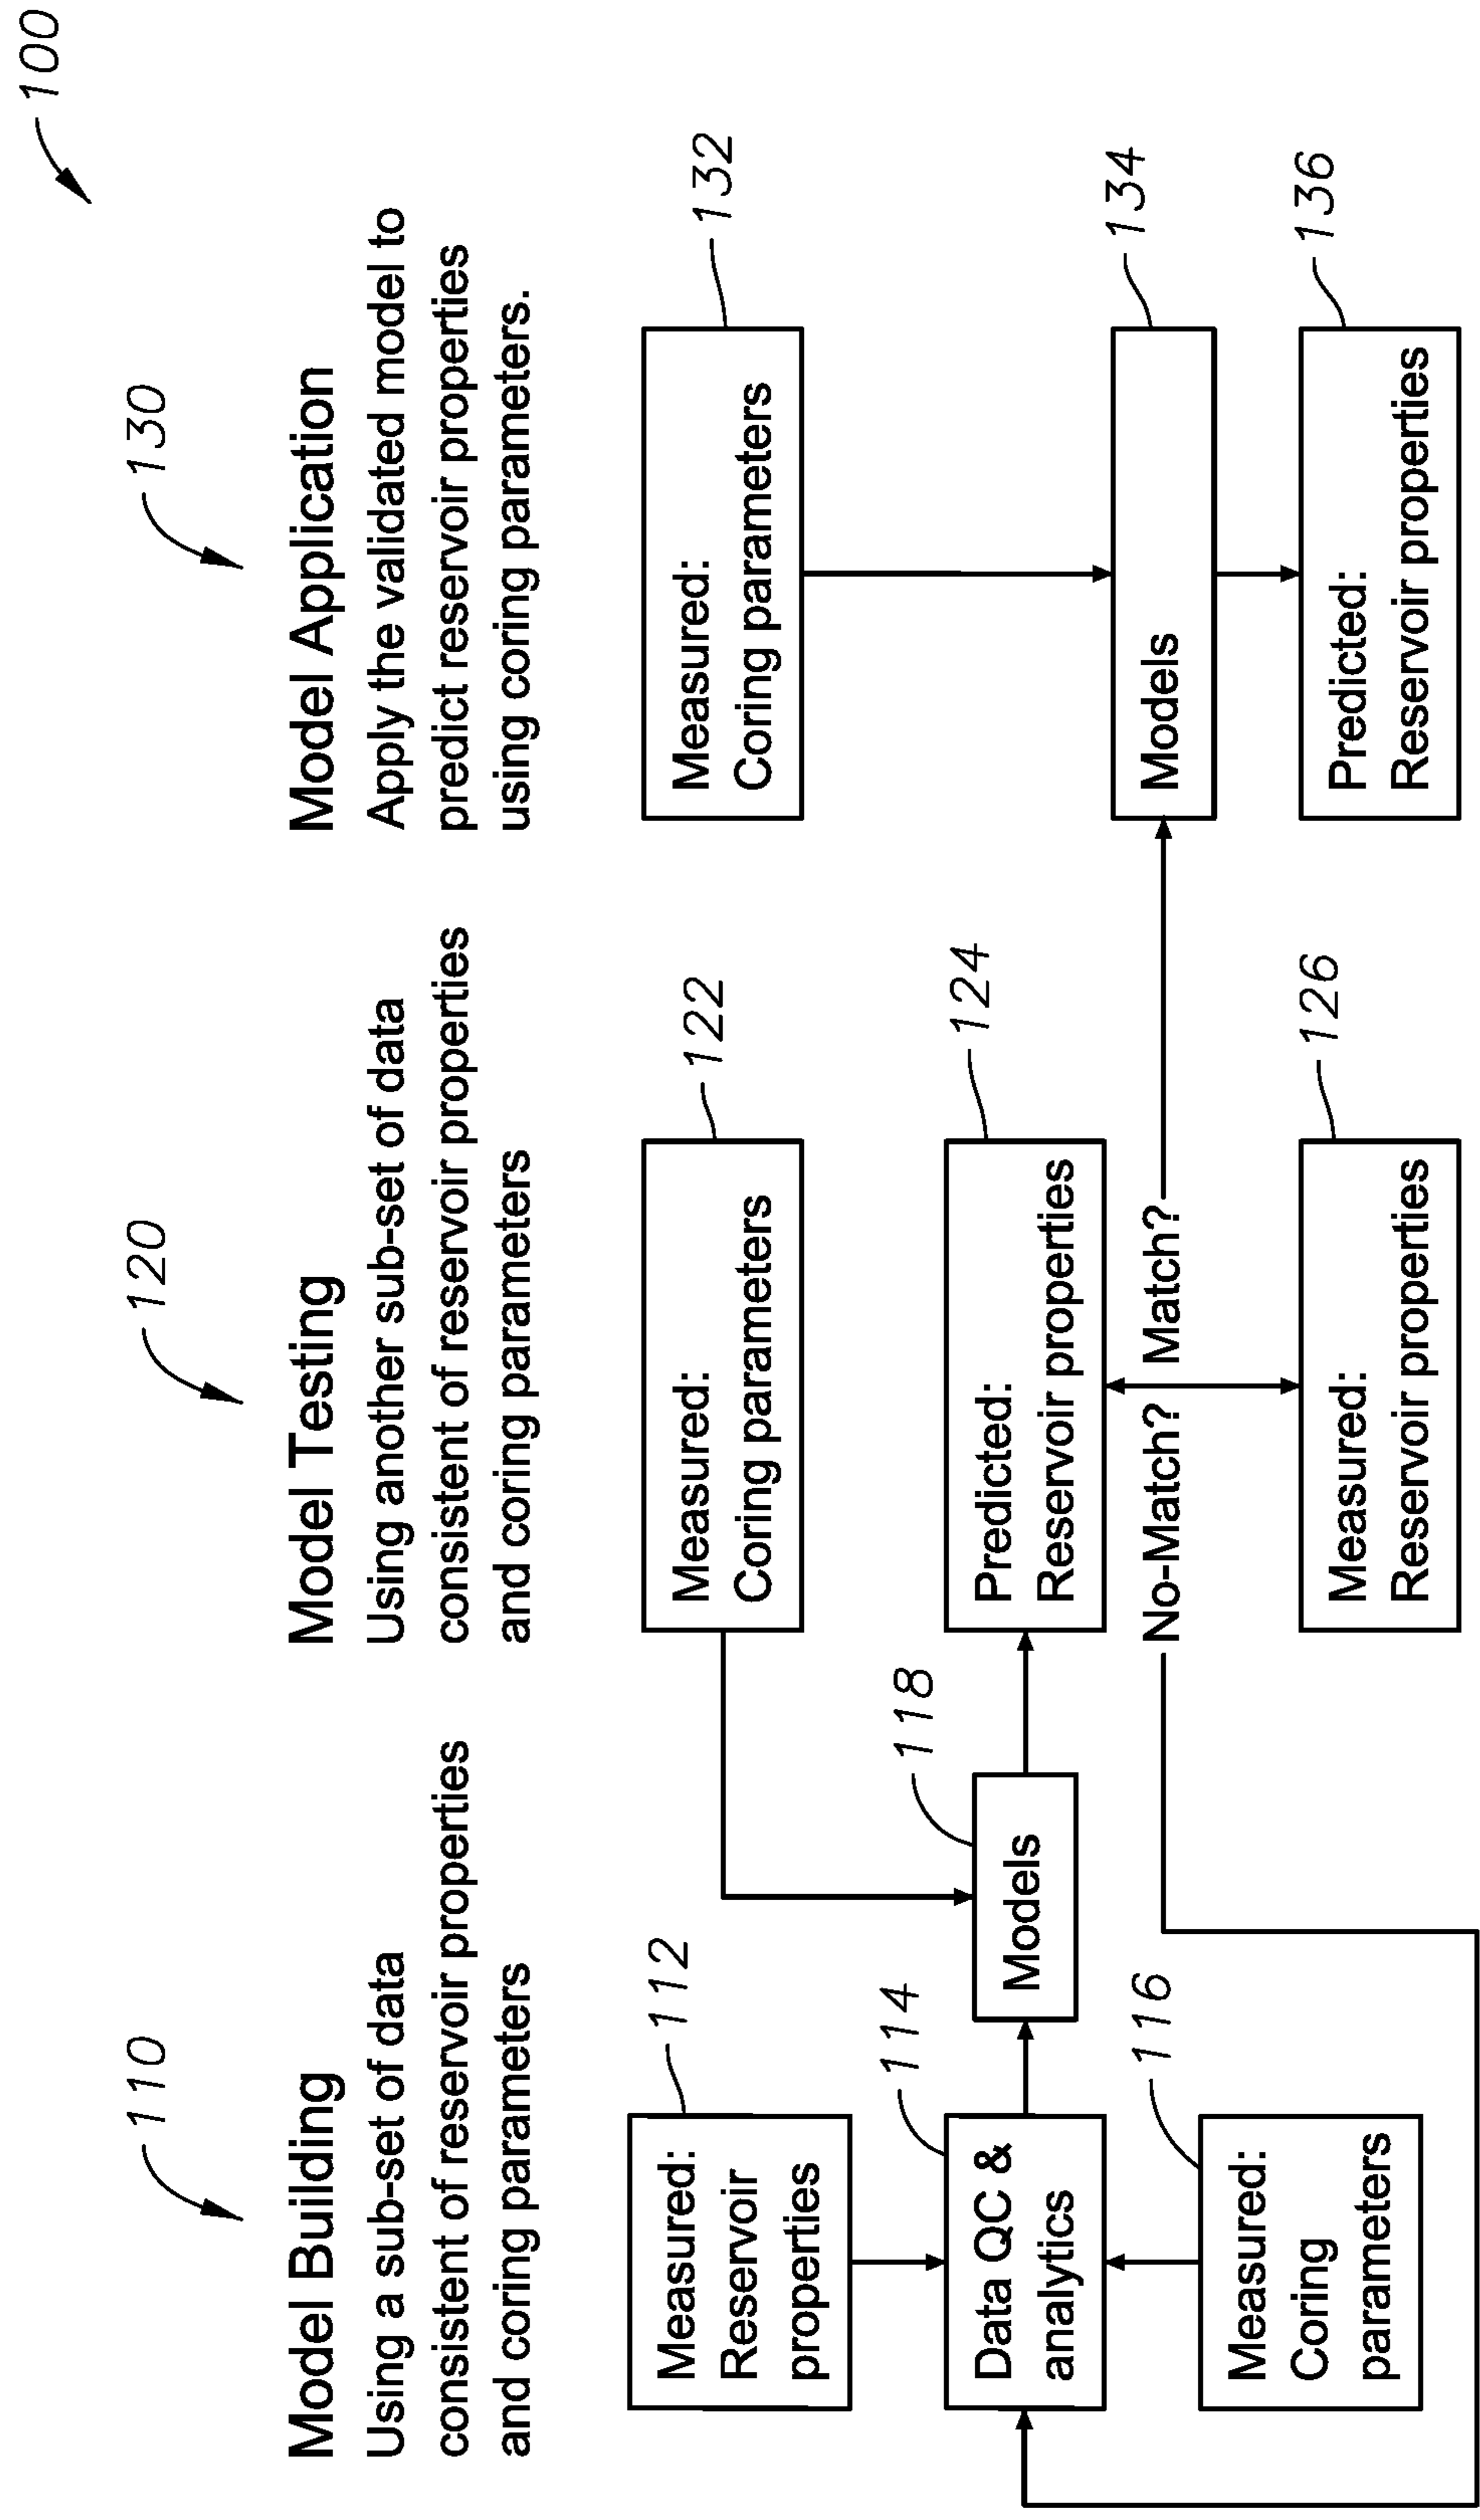 100
110
Model Building
Using a sub-set of data
consistent of reservoir properties
and coring parameters
120
Model Testing
Using another sub-set of data
consistent of reservoir properties
and coring parameters
130
Model Application
Apply the validated model to
predict reservoir properties
using coring parameters.
112
Measured:
Reservoir
properties
114
Data QC &
analytics
116
Measured:
Coring
parameters
118
Models
122
Measured:
Coring parameters
124
Predicted:
Reservoir properties
No-Match? Match?
126
Measured:
Reservoir properties
132
Measured:
Coring parameters
134
Models
136
Predicted:
Reservoir properties